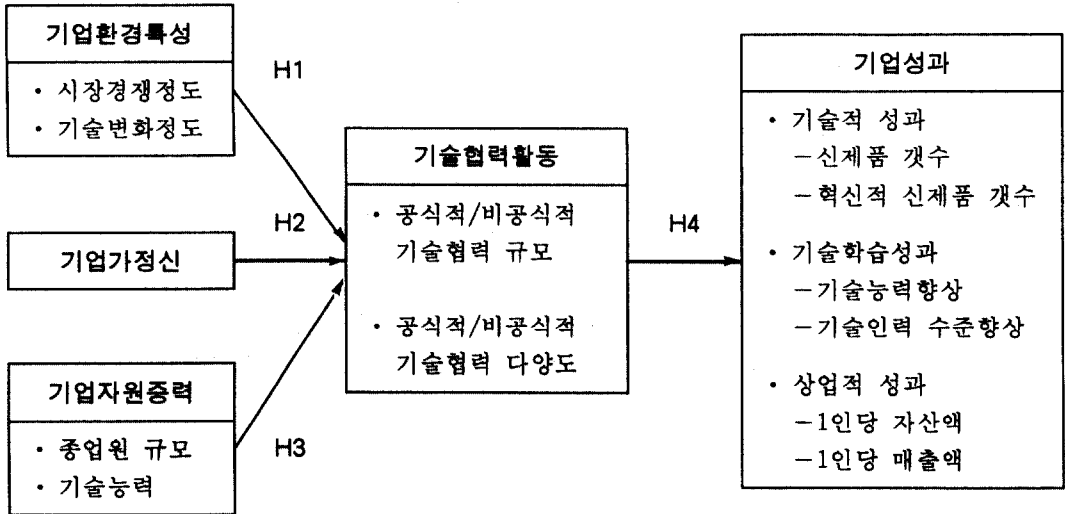 기업환경특성
• 시장경쟁정도
• 기술변화정도
H1
기업가정신
H2
기업자원중력
• 종업원 규모
• 기술능력
H3
기술협력활동
• 공식적/비공식적
기술협력 규모
• 공식적/비공식적
기술협력 다양도
H4
기업성과
• 기술적 성과
－신제품 갯수
－혁신적 신제품 갯수
• 기술학습성과
－기술능력향상
－기술인력 수준향상
• 상업적 성과
－1인당 자산액
－1인당 매출액